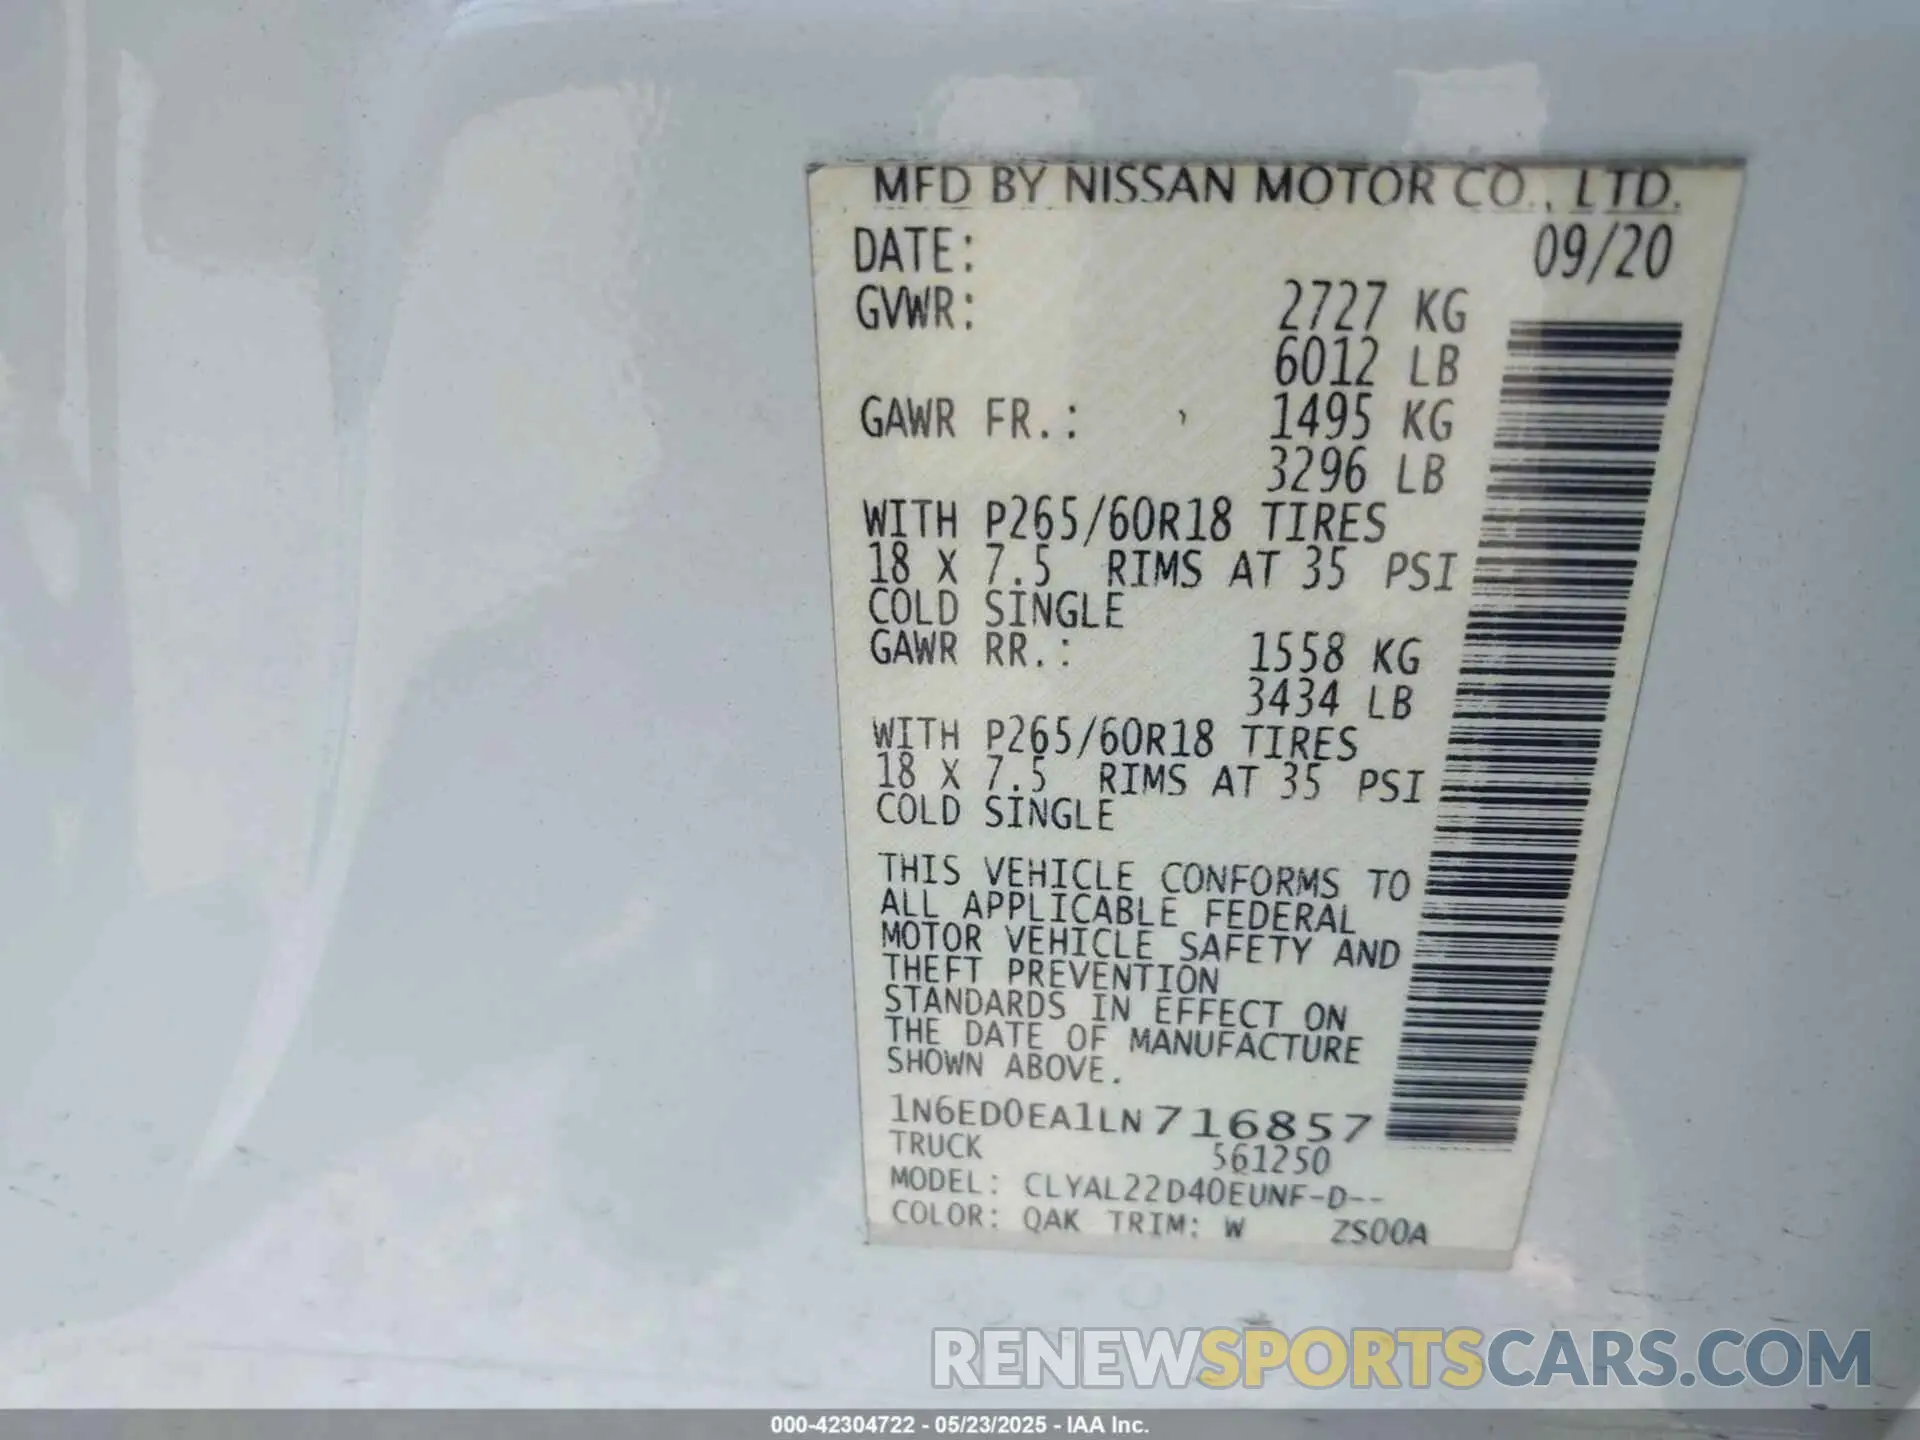 MFD BY NISSAN MOTOR CO., LTD.
DATE: 09/20
GVWR: 2727 KG
6012 LB
GAWR FR.: 1495 KG
3296 LB
WITH P265/60R18 TIRES
18 X 7.5 RIMS AT 35 PSI
COLD SINGLE
GAWR RR.: 1558 KG
3434 LB
WITH P265/60R18 TIRES
18 X 7.5 RIMS AT 35 PSI
COLD SINGLE
THIS VEHICLE CONFORMS TO
ALL APPLICABLE FEDERAL
MOTOR VEHICLE SAFETY AND
THEFT PREVENTION
STANDARDS IN EFFECT ON
THE DATE OF MANUFACTURE
SHOWN ABOVE.
1N6ED0EA1LN716857
TRUCK 561250
MODEL: CLYAL22D40EUNF-D--
COLOR: QAK TRIM: W ZS00A
RENEWSPORTSCARS.COM
000-42304722 - 05/23/2025 - IAA Inc.